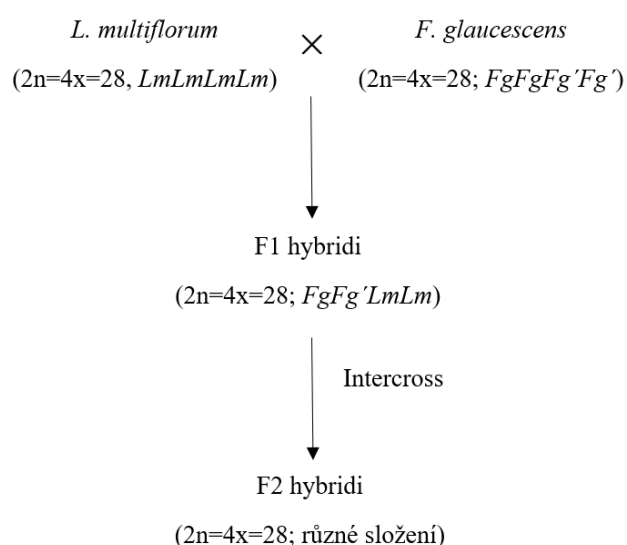 L. multiflorum × F. glaucescens
(2n=4x=28, LmLmLmLm) (2n=4x=28; FgFgFg´Fg´)
F1 hybridi
(2n=4x=28; FgFg´LmLm)
Intercross
F2 hybridi
(2n=4x=28; různé složení)